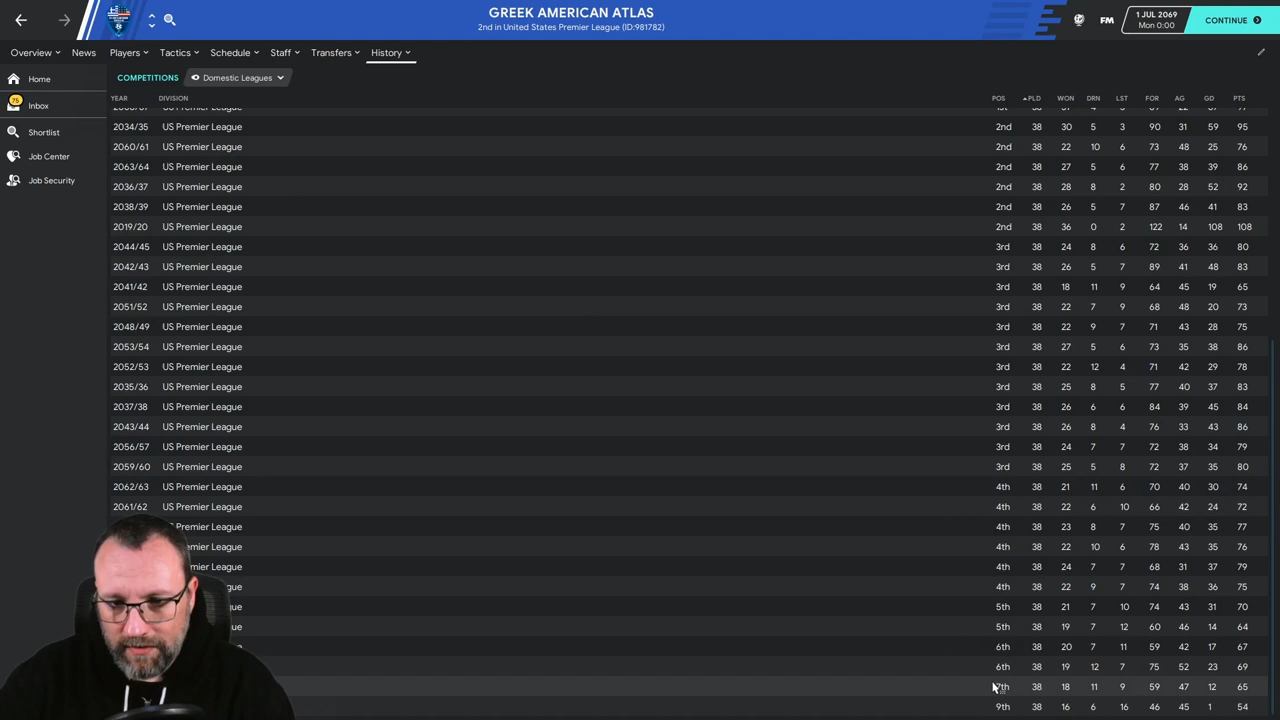 GREEK AMERICAN ATLAS
2nd in United States Premier League (ID:981782)
FM
1 JUL 2069
Mon 0:00
CONTINUE
Overview News Players Tactics Schedule Staff Transfers History
Home
75
Inbox
Shortlist
Job Center
Job Security
COMPETITIONS Domestic Leagues
YEAR DIVISION POS PLD WON DRN LST FOR AG GD PTS
2034/35 US Premier League 2nd 38 30 5 3 90 31 59 95
2060/61 US Premier League 2nd 38 22 10 6 73 48 25 76
2063/64 US Premier League 2nd 38 27 5 6 77 38 39 86
2036/37 US Premier League 2nd 38 28 8 2 80 28 52 92
2038/39 US Premier League 2nd 38 26 5 7 87 46 41 83
2019/20 US Premier League 2nd 38 36 0 2 122 14 108 108
2044/45 US Premier League 3rd 38 24 8 6 72 36 36 80
2042/43 US Premier League 3rd 38 26 5 7 89 41 48 83
2041/42 US Premier League 3rd 38 18 11 9 64 45 19 65
2051/52 US Premier League 3rd 38 22 7 9 68 48 20 73
2048/49 US Premier League 3rd 38 22 9 7 71 43 28 75
2053/54 US Premier League 3rd 38 27 5 6 73 35 38 86
2052/53 US Premier League 3rd 38 22 12 4 71 42 29 78
2035/36 US Premier League 3rd 38 25 8 5 77 40 37 83
2037/38 US Premier League 3rd 38 26 6 6 84 39 45 84
2043/44 US Premier League 3rd 38 26 8 4 76 33 43 86
2056/57 US Premier League 3rd 38 24 7 7 72 38 34 79
2059/60 US Premier League 3rd 38 25 5 8 72 37 35 80
2062/63 US Premier League 4th 38 21 11 6 70 40 30 74
2061/62 US Premier League 4th 38 22 6 10 66 42 24 72
Premier League 4th 38 23 8 7 75 40 35 77
Premier League 4th 38 22 10 6 78 43 35 76
Premier League 4th 38 24 7 7 68 31 37 79
Premier League 4th 38 22 9 7 74 38 36 75
League 5th 38 21 7 10 74 43 31 70
League 5th 38 19 7 12 60 46 14 64
6th 38 20 7 11 59 42 17 67
6th 38 19 12 7 75 52 23 69
7th 38 18 11 9 59 47 12 65
9th 38 16 6 16 46 45 1 54